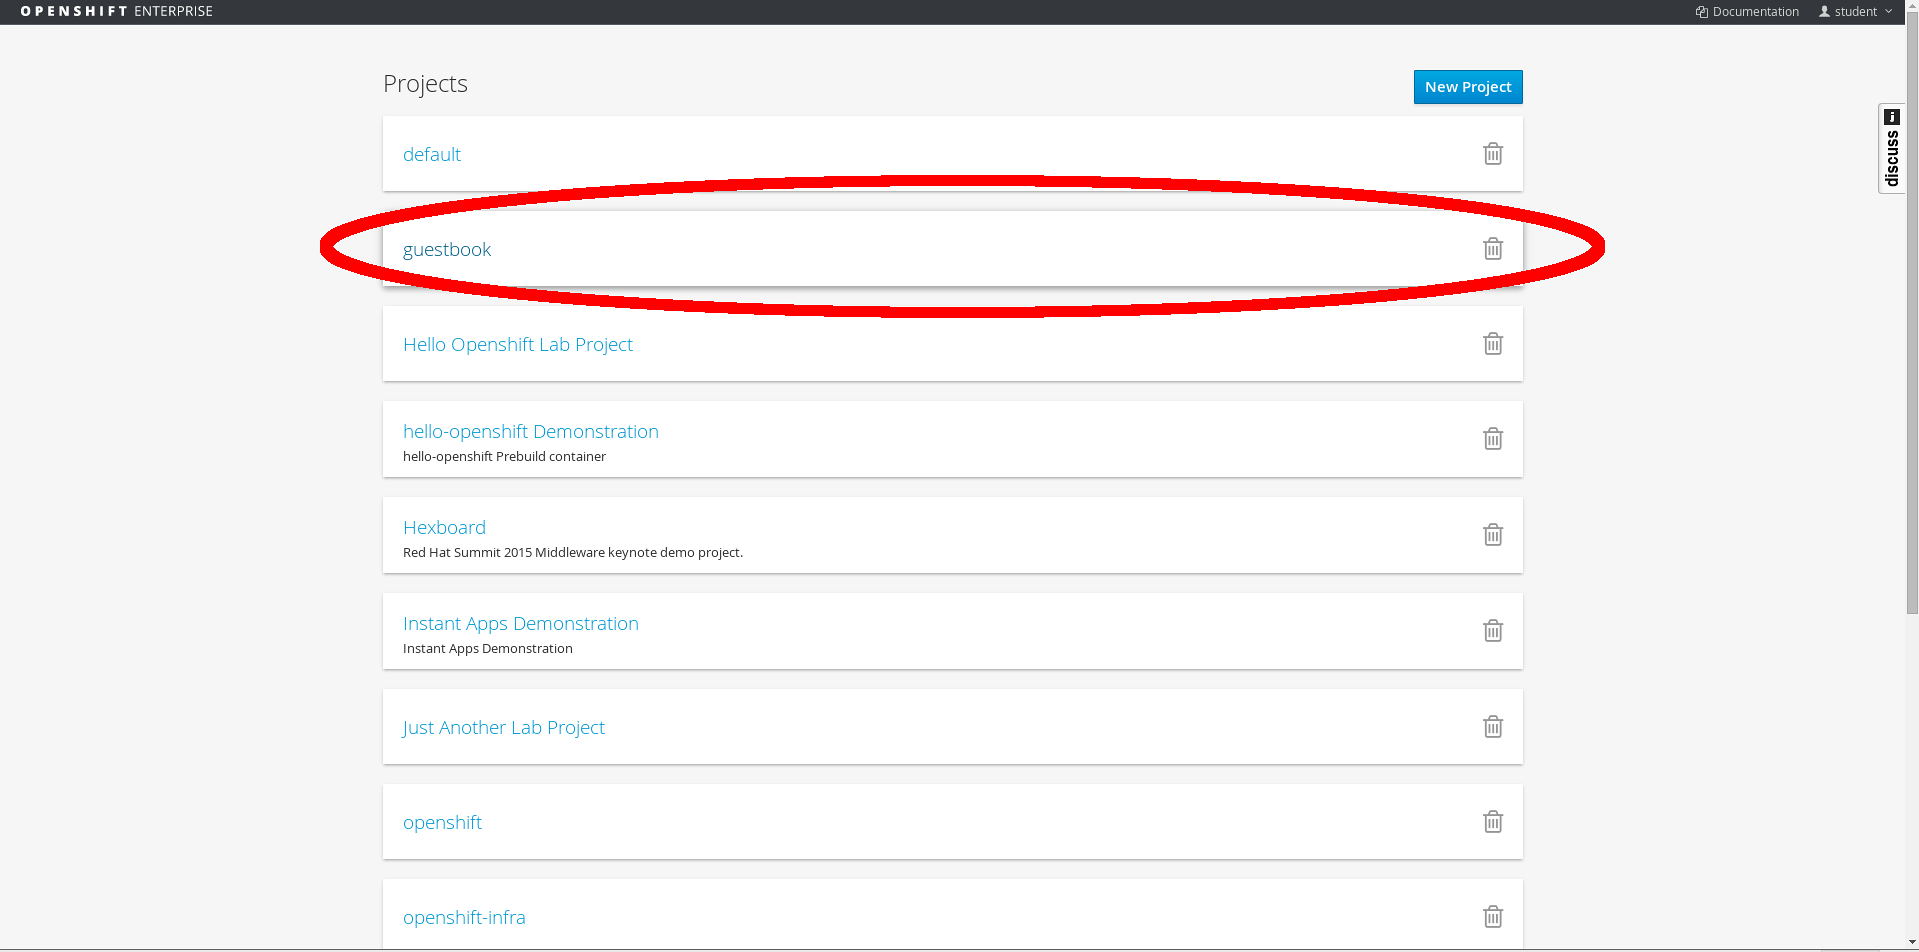 OPENSHIFT ENTERPRISE
Documentation
student
Projects
New Project
discuss
default
guestbook
Hello Openshift Lab Project
hello-openshift Demonstration
hello-openshift Prebuild container
Hexboard
Red Hat Summit 2015 Middleware keynote demo project.
Instant Apps Demonstration
Instant Apps Demonstration
Just Another Lab Project
openshift
openshift-infra